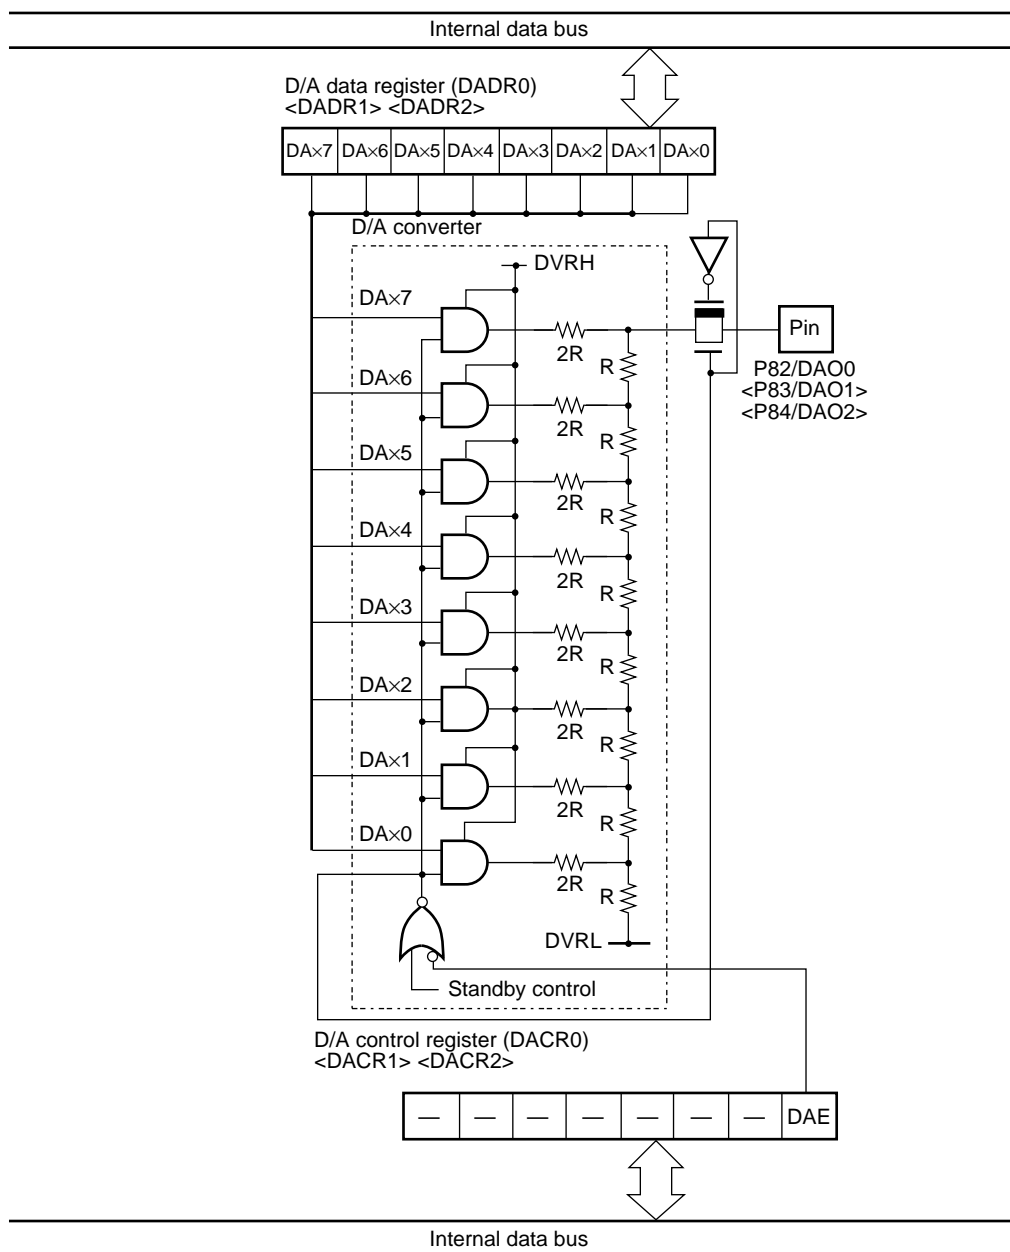 Internal data bus
D/A data register (DADR0)
<DADR1> <DADR2>
DA×7 DA×6 DA×5 DA×4 DA×3 DA×2 DA×1 DA×0
D/A converter
DVRH
DA×7
2R
R
Pin
P82/DAO0
<P83/DAO1>
<P84/DAO2>
DA×6
2R
R
DA×5
2R
R
DA×4
2R
R
DA×3
2R
R
DA×2
2R
R
DA×1
2R
R
DA×0
2R
R
DVRL
Standby control
D/A control register (DACR0)
<DACR1> <DACR2>
— — — — — — — DAE
Internal data bus